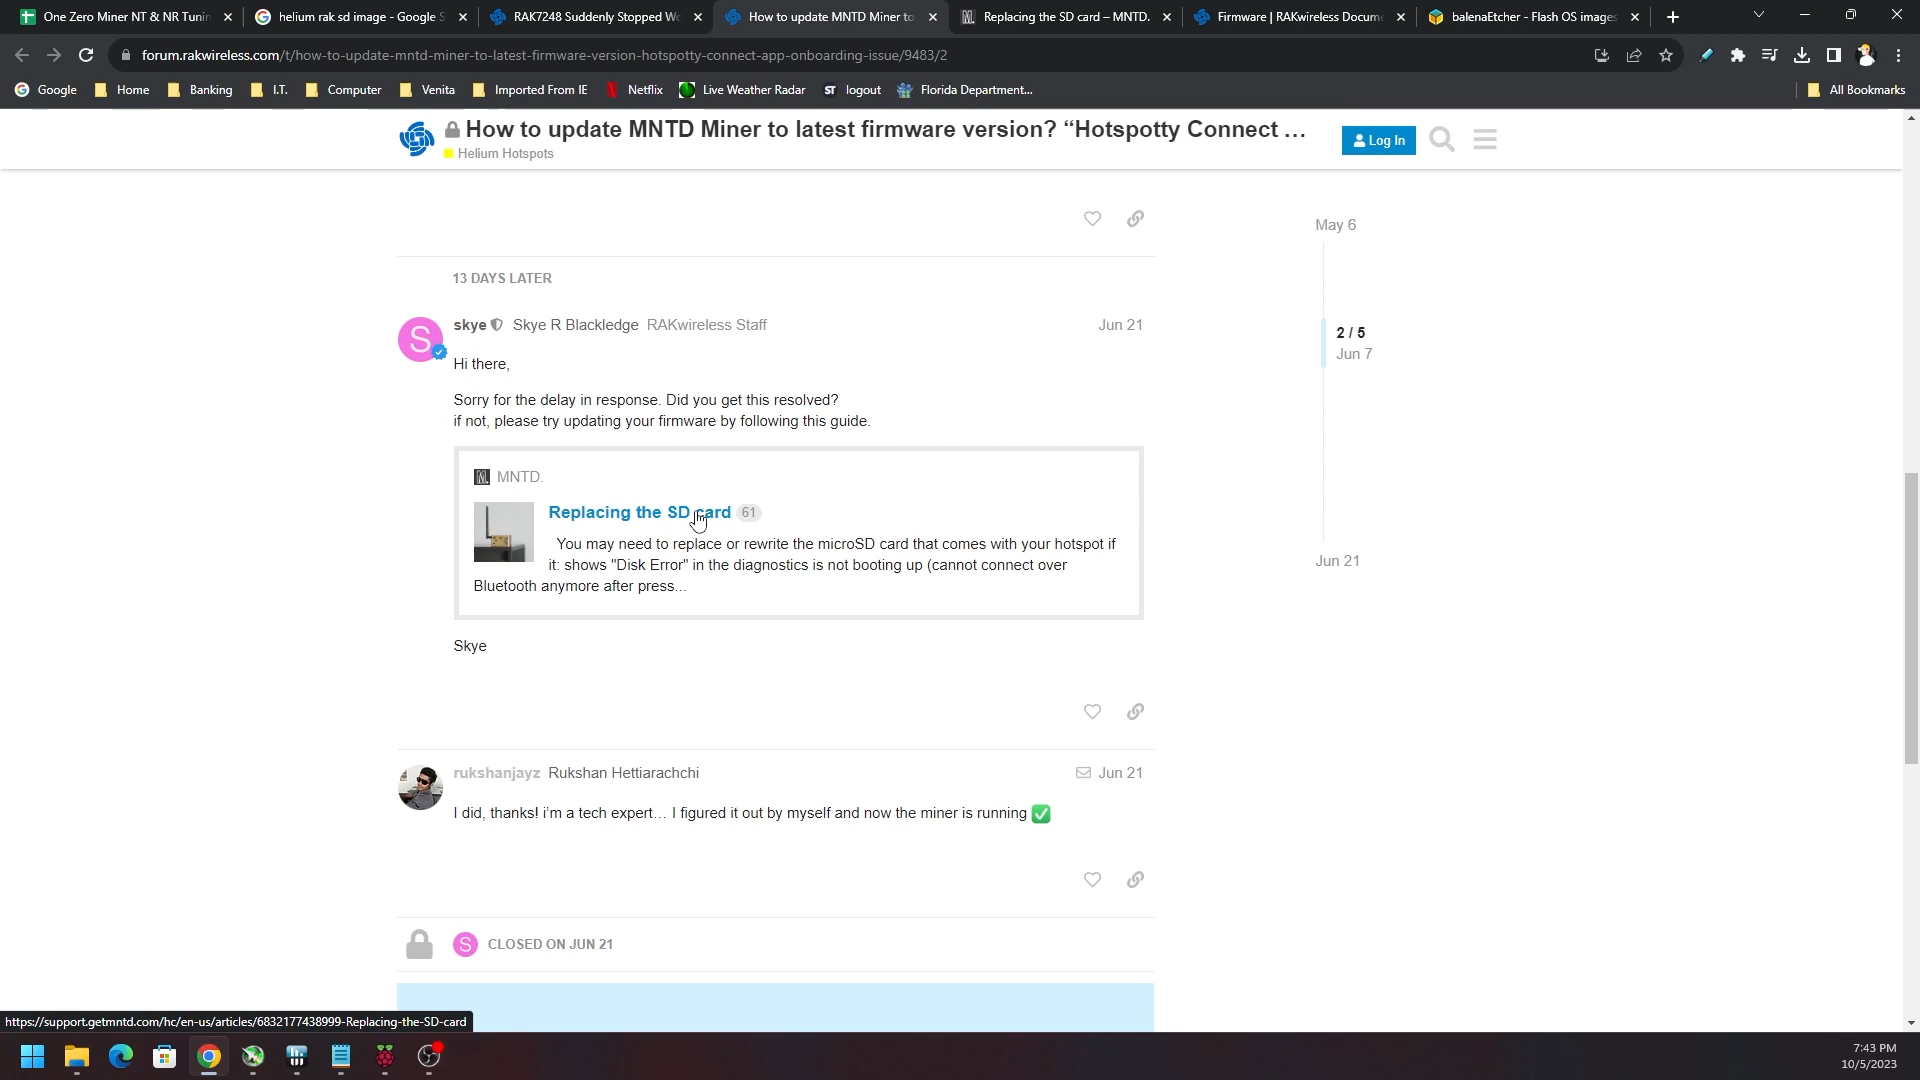 One Zero Miner NT & NR Tunin
helium rak sd image - Google S
RAK7248 Suddenly Stopped Wo
How to update MNTD Miner to
Replacing the SD card – MNTD.
Firmware | RAKwireless Docume
balenaEtcher - Flash OS images
forum.rakwireless.com/t/how-to-update-mntd-miner-to-latest-firmware-version-hotspotty-connect-app-onboarding-issue/9483/2
Google
Home
Banking
I.T.
Computer
Venita
Imported From IE
Netflix
Live Weather Radar
ST logout
Florida Department...
All Bookmarks
How to update MNTD Miner to latest firmware version? “Hotspotty Connect …
Helium Hotspots
Log In
May 6
13 DAYS LATER
skye Skye R Blackledge RAKwireless Staff
Jun 21
2 / 5
Jun 7
S
Hi there,
Sorry for the delay in response. Did you get this resolved?
if not, please try updating your firmware by following this guide.
MNTD.
Replacing the SD card 61
You may need to replace or rewrite the microSD card that comes with your hotspot if
it: shows "Disk Error" in the diagnostics is not booting up (cannot connect over
Bluetooth anymore after press...
Jun 21
Skye
rukshanjayz Rukshan Hettiarachchi
Jun 21
I did, thanks! i’m a tech expert… I figured it out by myself and now the miner is running
S CLOSED ON JUN 21
https://support.getmntd.com/hc/en-us/articles/6832177438999-Replacing-the-SD-card
7:43 PM
10/5/2023